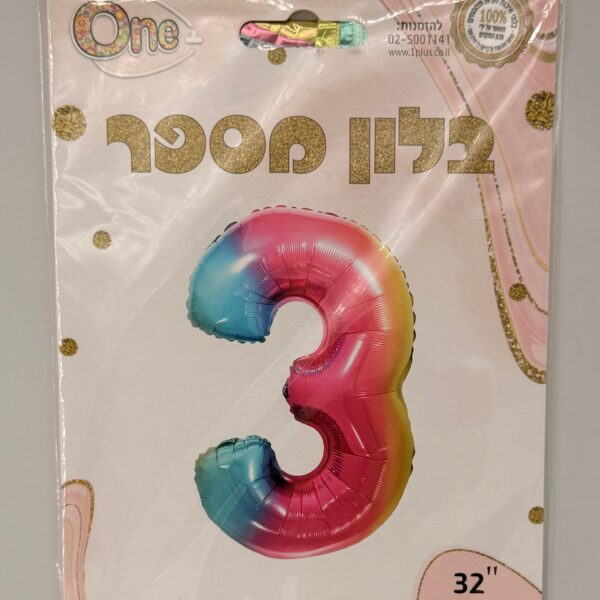 One+
להזמנות:
02-5001141
www.1plus.co.il
100%
בלון מספר
3
32"